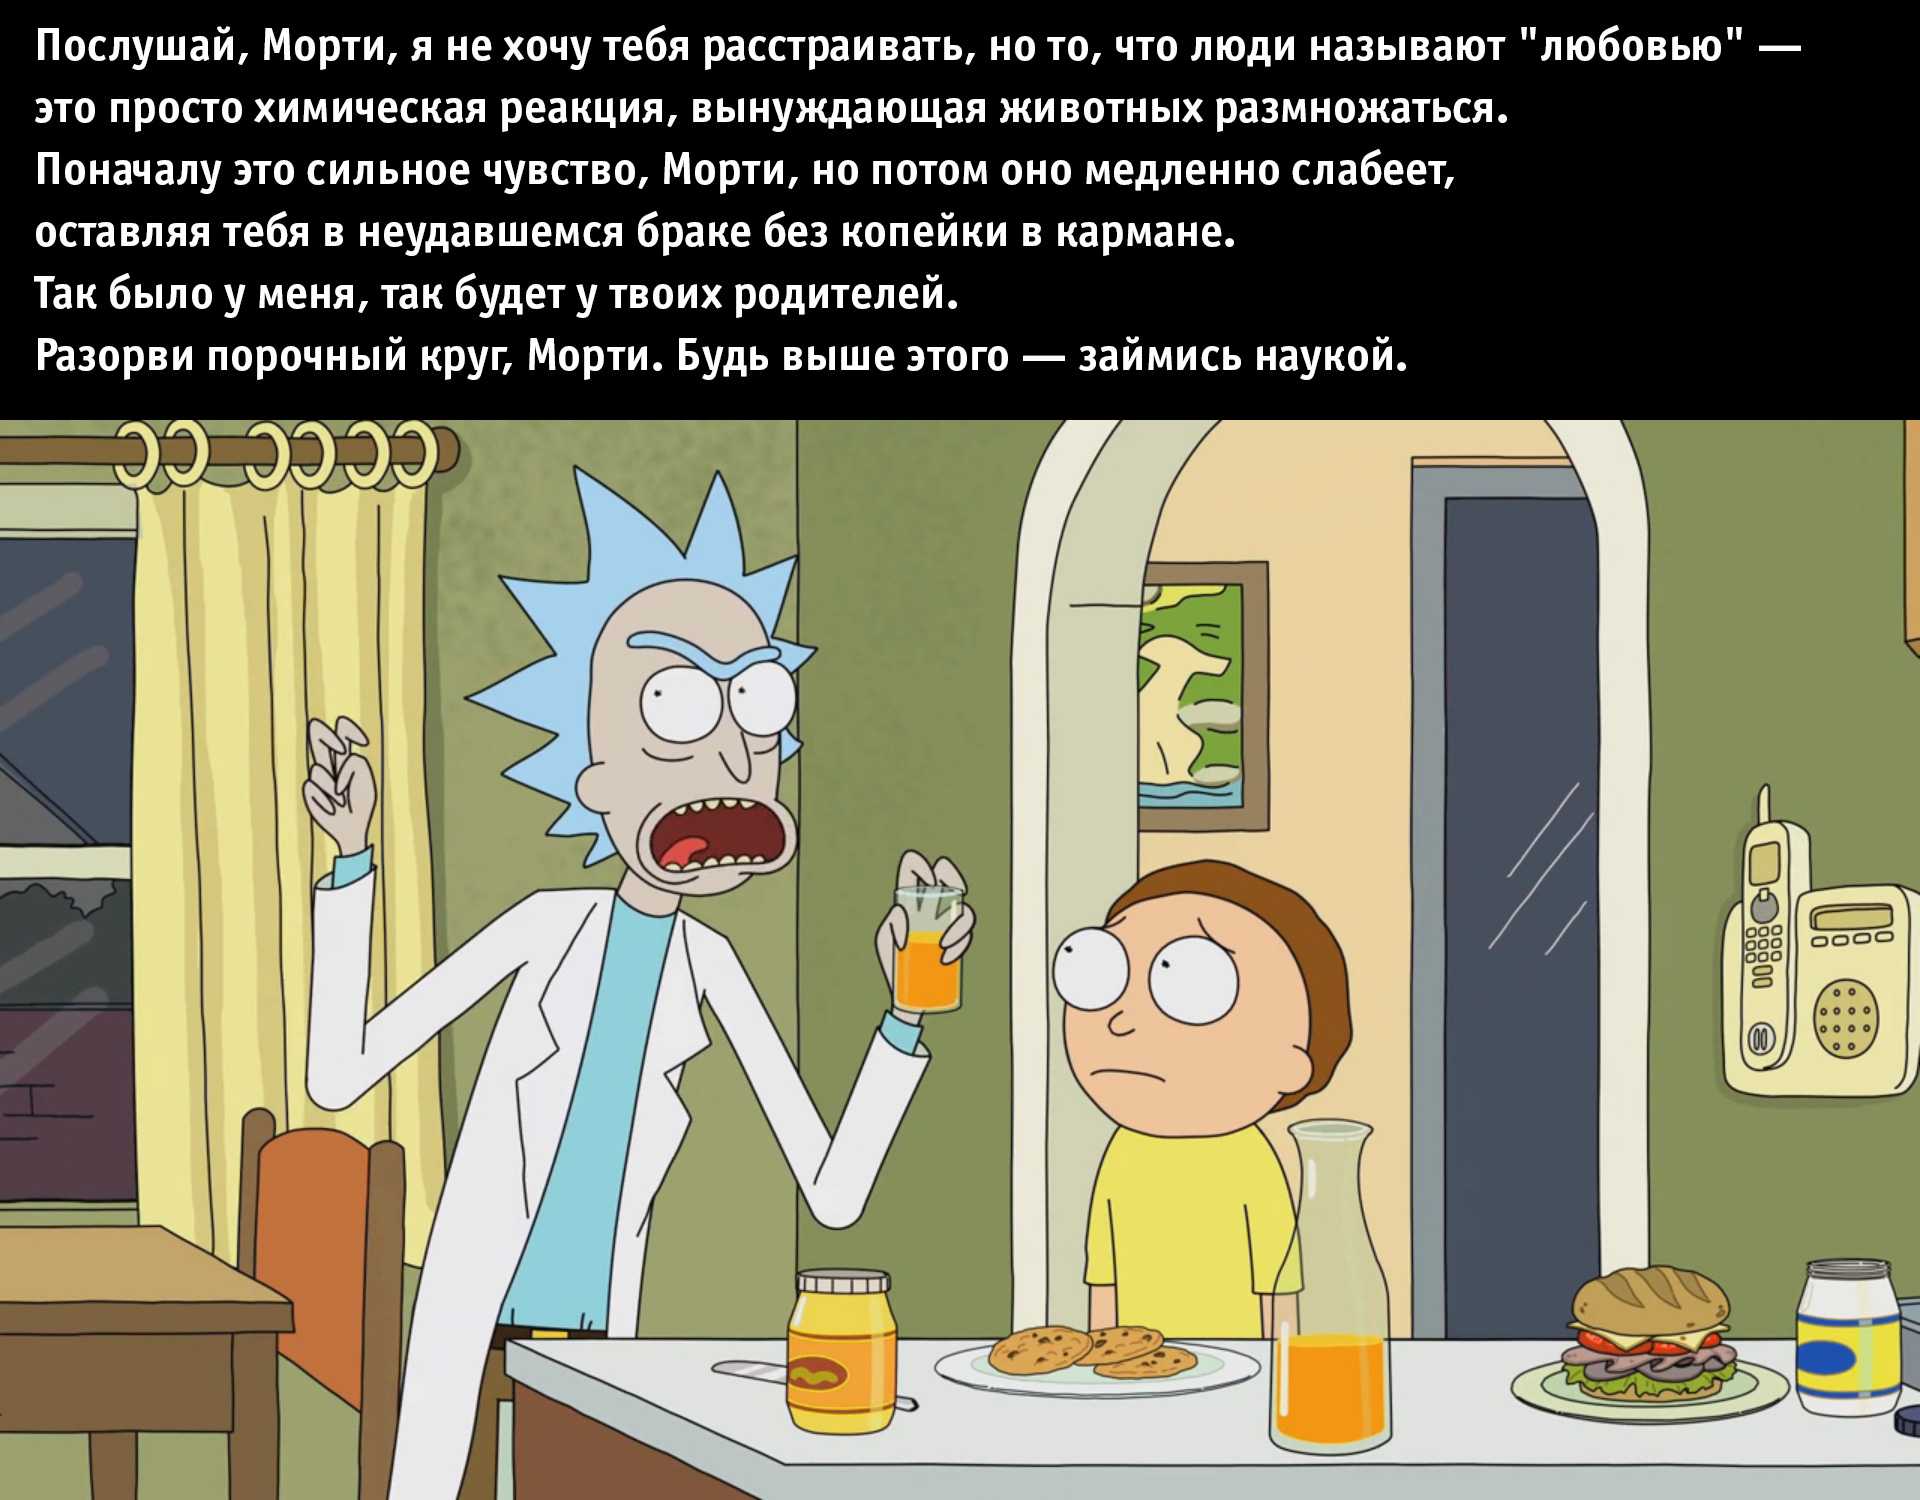 Послушай, Морти, я не хочу тебя расстраивать, но то, что люди называют "любовью" —
это просто химическая реакция, вынуждающая животных размножаться.
Поначалу это сильное чувство, Морти, но потом оно медленно слабеет,
оставляя тебя в неудавшемся браке без копейки в кармане.
Так было у меня, так будет у твоих родителей.
Разорви порочный круг, Морти. Будь выше этого — займись наукой.